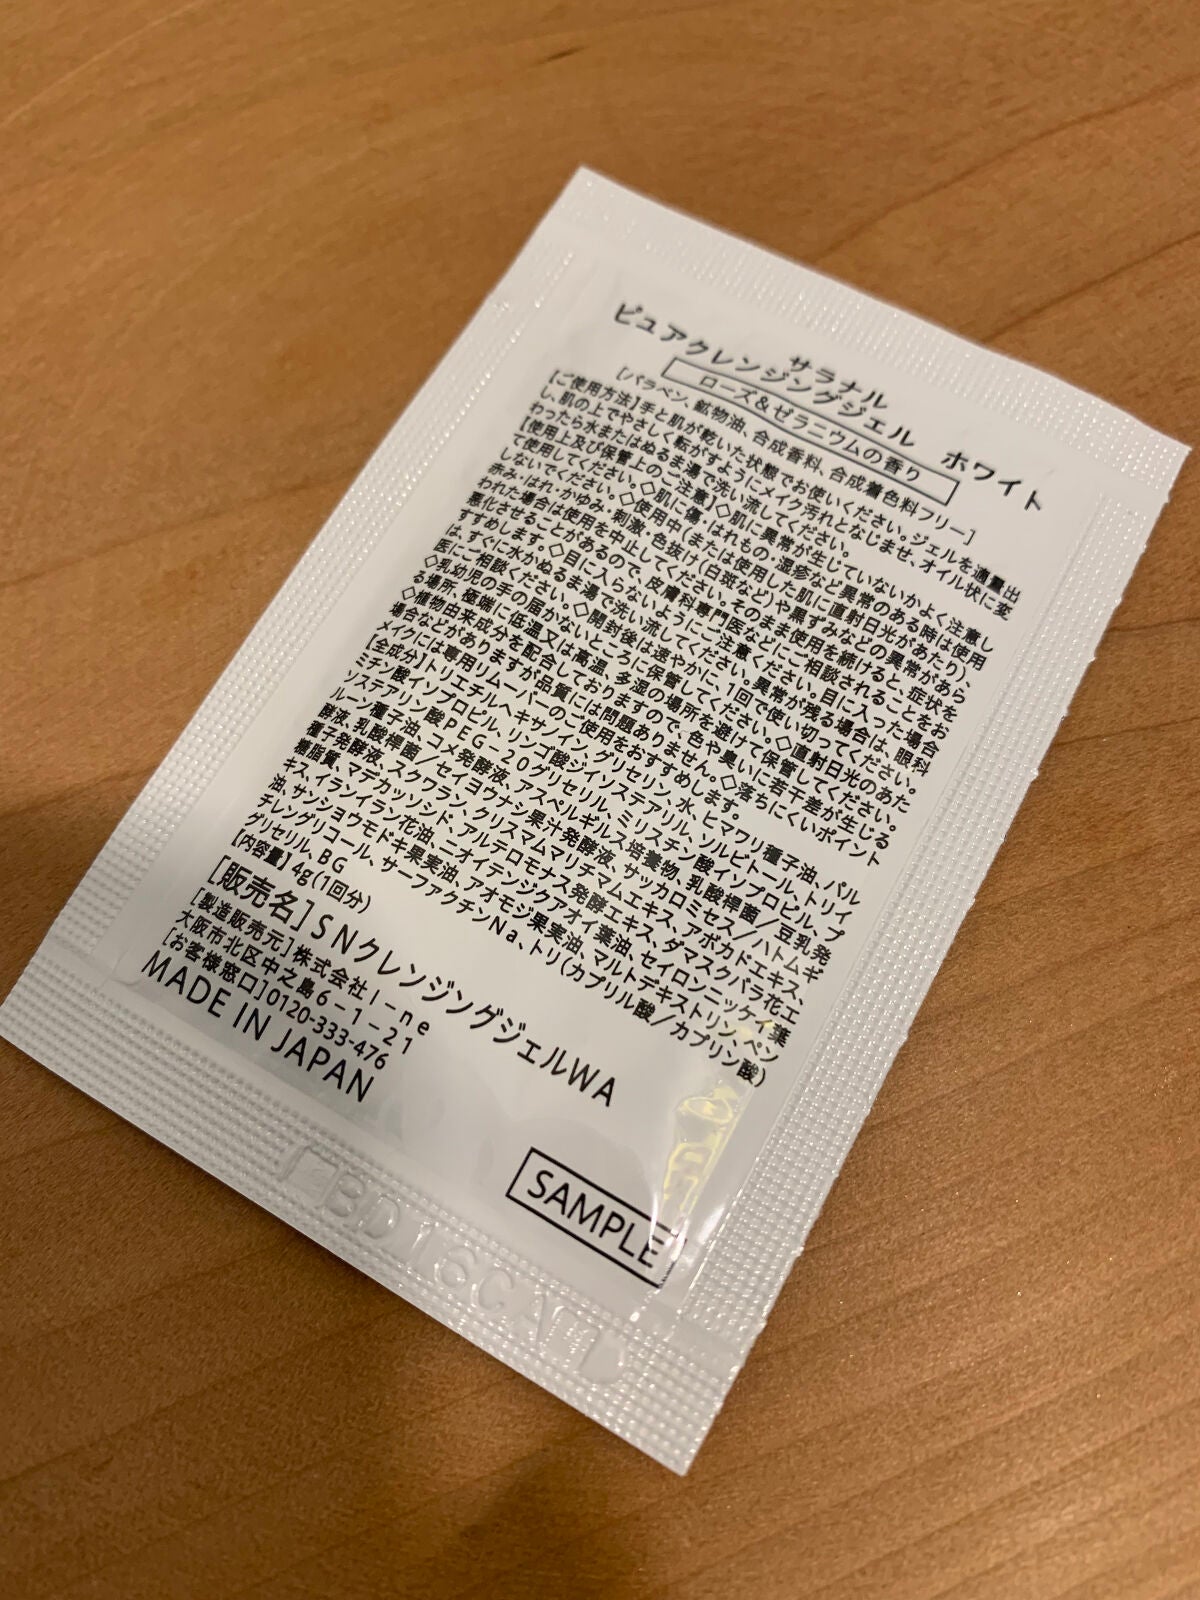 サラナル
ピュアクレンジングジェル ホワイト
ローズ&ゼラニウムの香り
[パラベン、鉱物油、合成香料、合成着色料フリー]
【ご使用方法】手と肌が乾いた状態でお使いください。ジェルを適量出
し、肌の上でやさしく転がすようにメイク汚れとなじませ、オイル状に変
わったら水またはぬるま湯で洗い流してください。
【使用上及び保管上のご注意】◇肌に異常が生じていないかよく注意し
て使用してください。◇肌に傷・はれもの・湿疹など異常のある時は使用
しないでください。◇使用中(または使用した肌に直射日光があたり)、
赤み・はれ・かゆみ・刺激・色抜け(白斑など)や黒ずみなどの異常があら
われた場合は使用を中止してください。そのまま使用を続けると、症状を
悪化させることがあるので、皮膚科専門医などにご相談されることをお
すすめします。◇目に入らないようにご注意ください。目に入った場合
は、すぐに水かぬるま湯で洗い流してください。異常が残る場合は、眼科
医にご相談ください。◇開封後は速やかに、1回で使い切ってください。
◇乳幼児の手の届かないところに保管してください。◇直射日光のあた
る場所、極端に低温又は高温、多湿の場所を避けて保管してください。
◇植物由来成分を配合しておりますので、色や臭いに若干差が生じる
場合などがありますが品質には問題ありません。◇落ちにくいポイント
メイクには専用リムーバーのご使用をおすすめします。
【全成分】トリエチルヘキサノイン、グリセリン、水、ヒマワリ種子油、パル
ミチン酸イソプロピル、リンゴ酸ジイソステアリル、ソルビトール、トリイ
ソステアリン酸PEG-20グリセリル、ミリスチン酸イソプロピル、プ
ルーン種子油、コメ発酵液、アスペルギルス培養物、乳酸桿菌/豆乳発
酵液、乳酸桿菌/セイヨウナシ果汁発酵液、サッカロミセス/ハトムギ
種子発酵液、スクワラン、クリスマムマリチマムエキス、アボカドエキス、
糖脂質、マデカッソシド、アルテロモナス発酵エキス、ダマスクバラ花エ
キス、イランイラン花油、ニオイテンジクアオイ葉油、セイロンニッケイ葉
油、サンショウモドキ果実油、アオモジ果実油、マルトデキストリン、ペン
チレングリコール、サーファクチンNa、トリ(カプリル酸/カプリン酸)
グリセリル、BG
【内容量】4g(1回分)
[販売名]SNクレンジングジェルWA
[製造販売元]株式会社I-ne
大阪市北区中之島6-1-21
[お客様窓口]0120-333-476
MADE IN JAPAN
SAMPLE